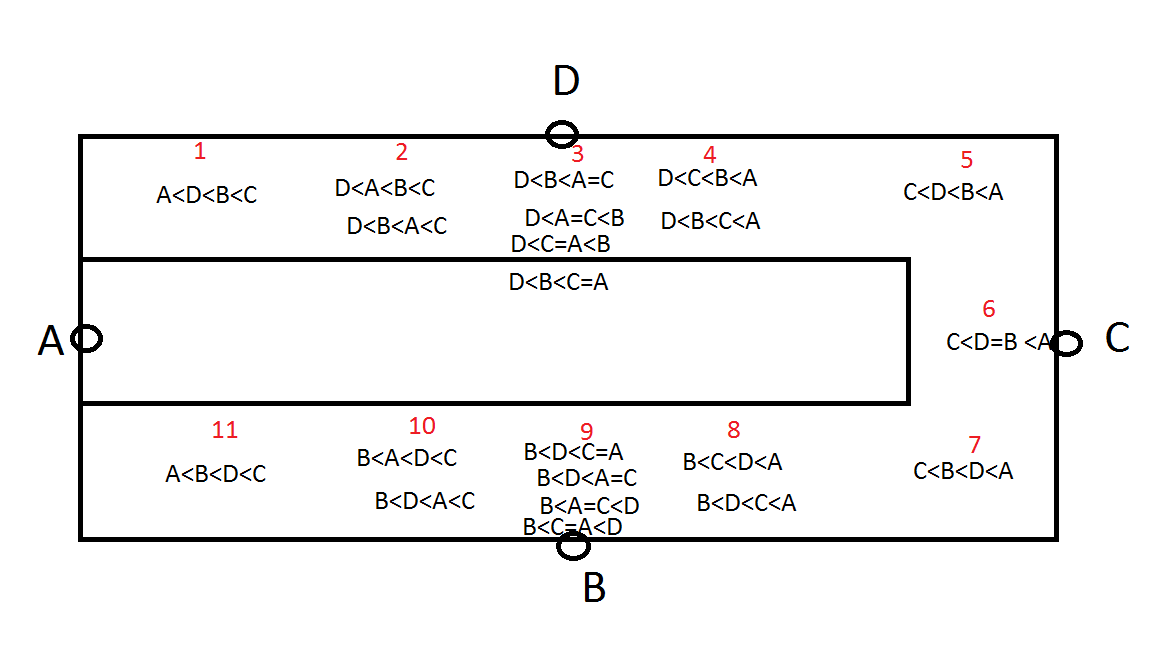 D
1
2
3
4
5
A<D<B<C
D<A<B<C
D<B<A<C
D<B<A=C
D<A=C<B
D<C=A<B
D<B<C=A
D<C<B<A
D<B<C<A
C<D<B<A
A
6
C<D=B <A
C
11
10
9
8
7
A<B<D<C
B<A<D<C
B<D<A<C
B<D<C=A
B<D<A=C
B<A=C<D
B<C=A<D
B<C<D<A
B<D<C<A
C<B<D<A
B